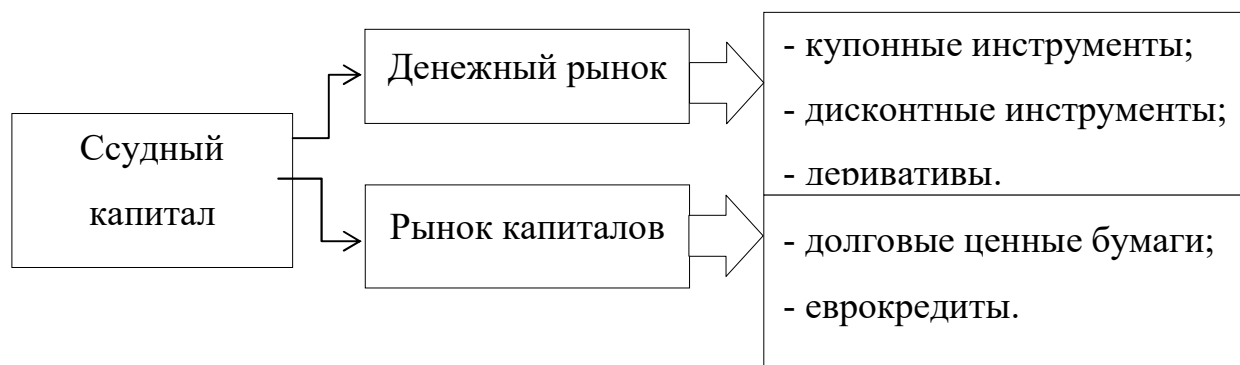 Ссудный
капитал
Денежный рынок
Рынок капиталов
- купонные инструменты;
- дисконтные инструменты;
- деривативы.
- долговые ценные бумаги;
- еврокредиты.